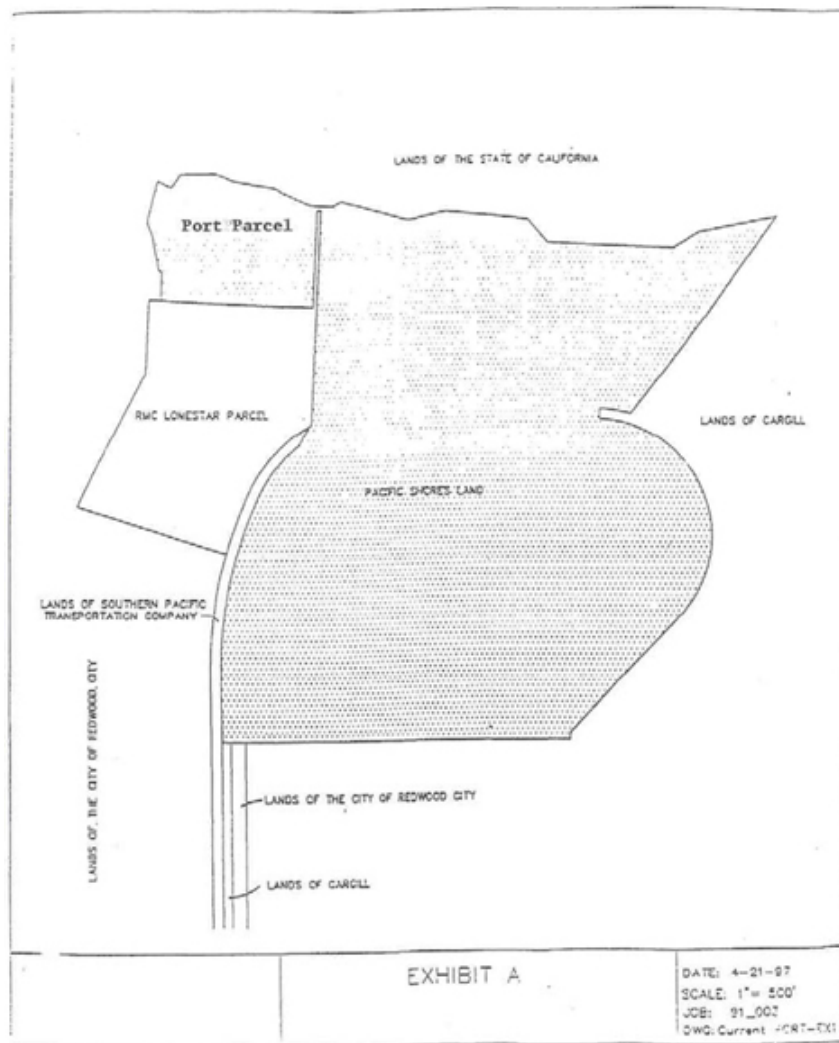 LANDS OF THE STATE OF CALIFORNIA
Port Parcel
RMC LONESTAR PARCEL
LANDS OF CARGILL
PACIFIC SHORES LAND
LANDS OF SOUTHERN PACIFIC
TRANSPORTATION COMPANY
LANDS OF THE CITY OF REDWOOD CITY
LANDS OF THE CITY OF REDWOOD CITY
LANDS OF CARGILL
EXHIBIT A
DATE: 4-21-97
SCALE: 1"= 500'
JOB:
DWG: Current